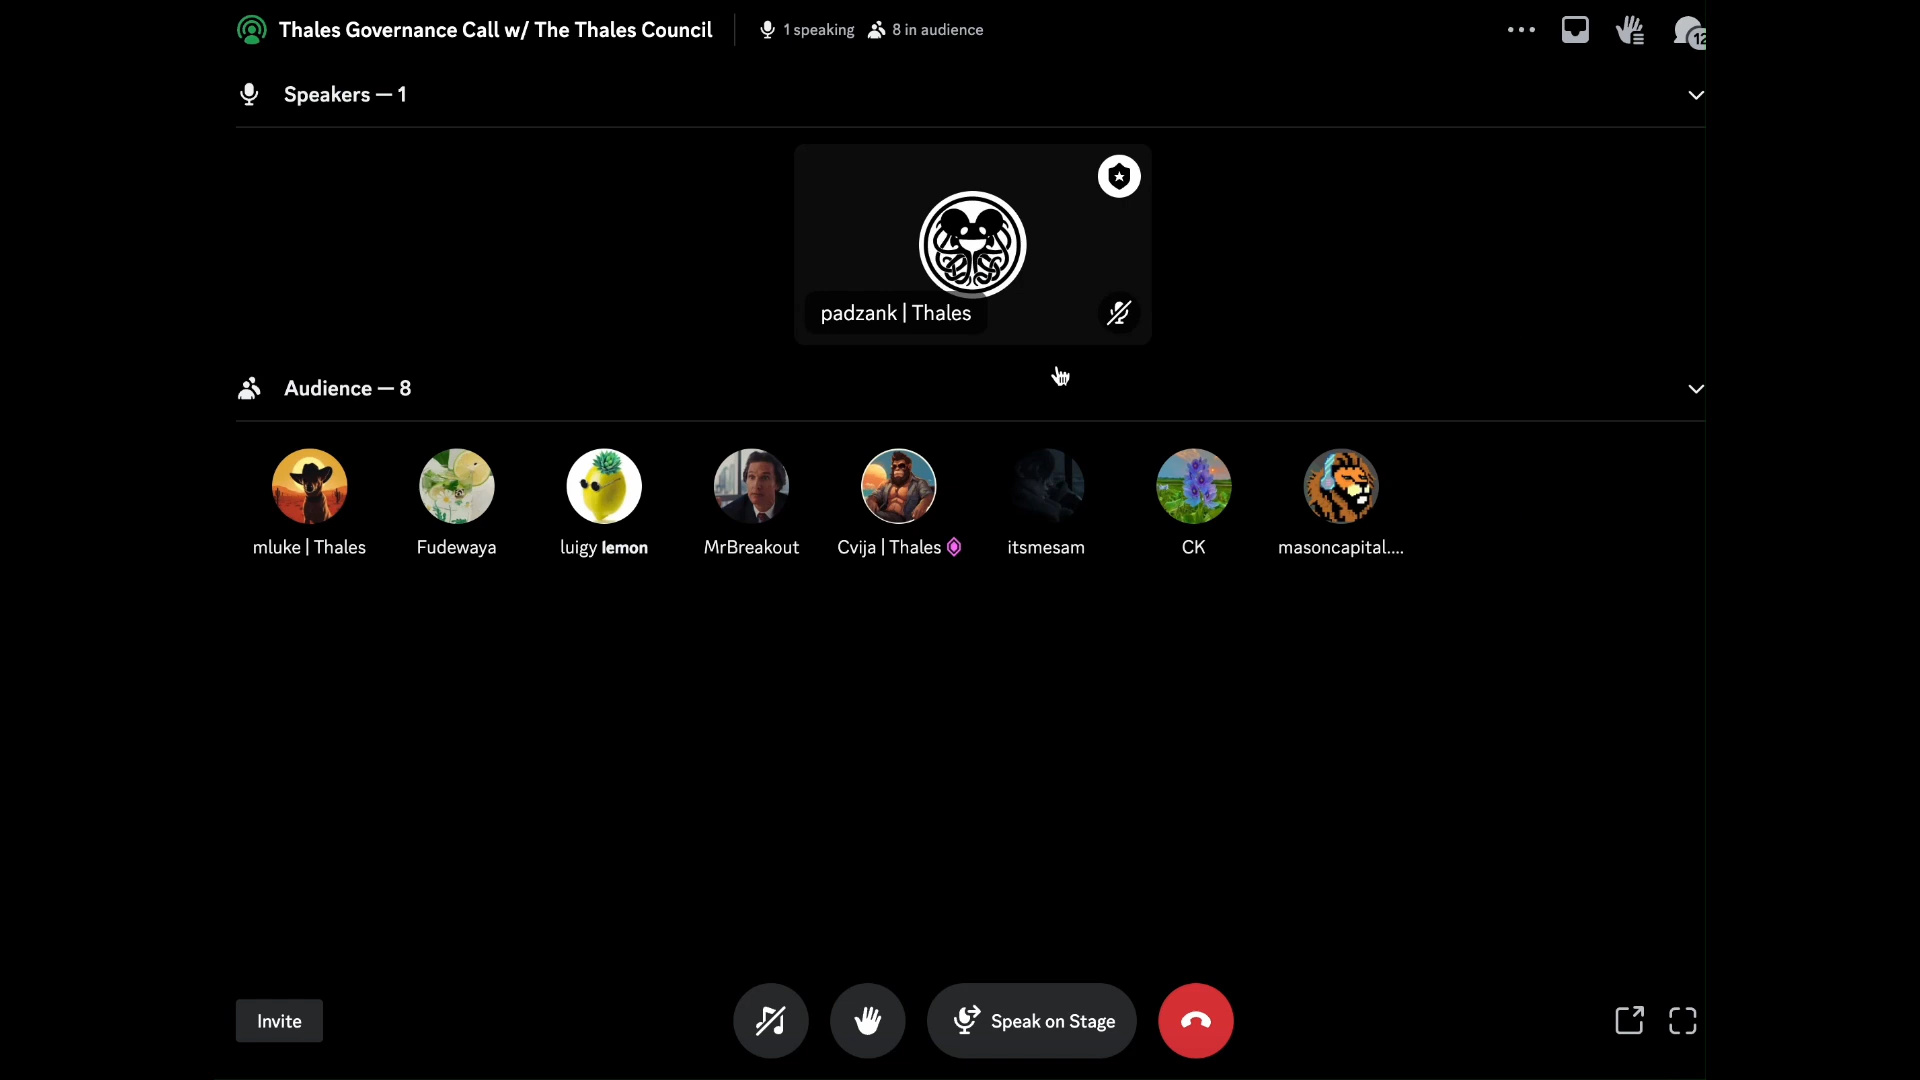 Thales Governance Call w/ The Thales Council
1 speaking
8 in audience
12
Speakers — 1
padzank | Thales
Audience — 8
mluke | Thales
Fudewaya
luigy lemon
MrBreakout
Cvija | Thales
itsmesam
CK
masoncapital....
Invite
Speak on Stage